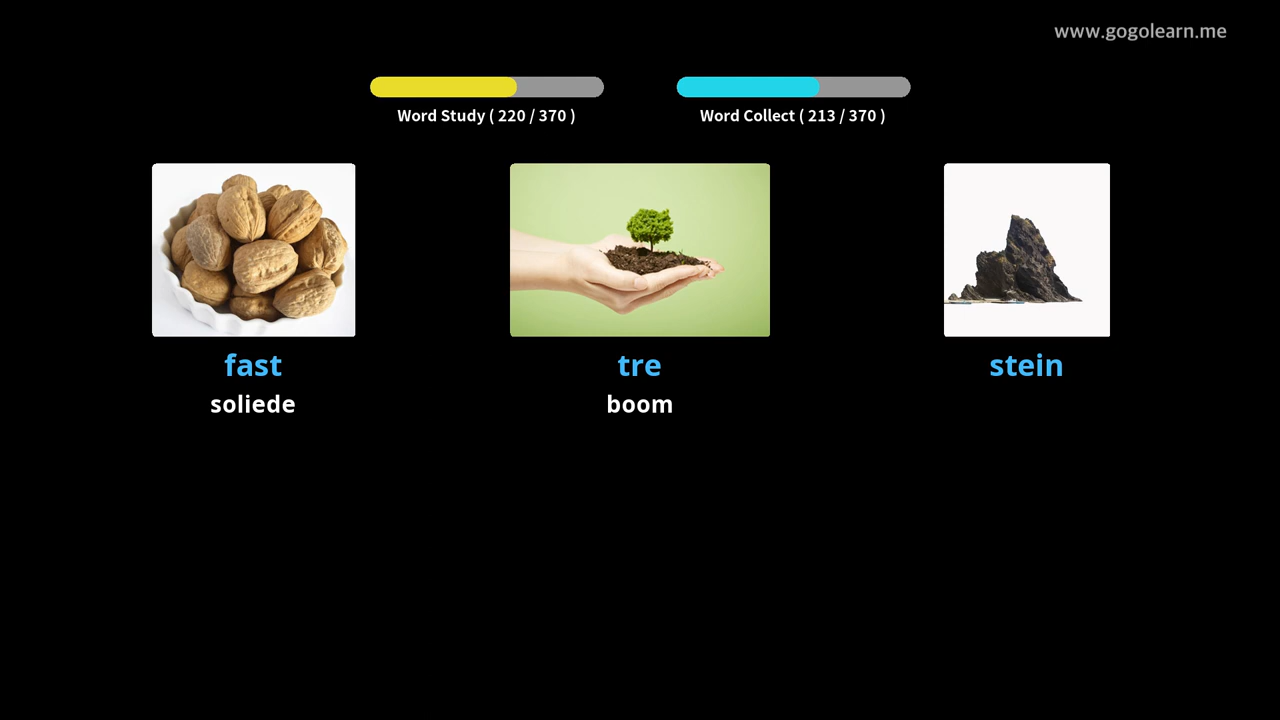 www.gogolearn.me
Word Study ( 220 / 370 )
Word Collect ( 213 / 370 )
fast
soliede
tre
boom
stein